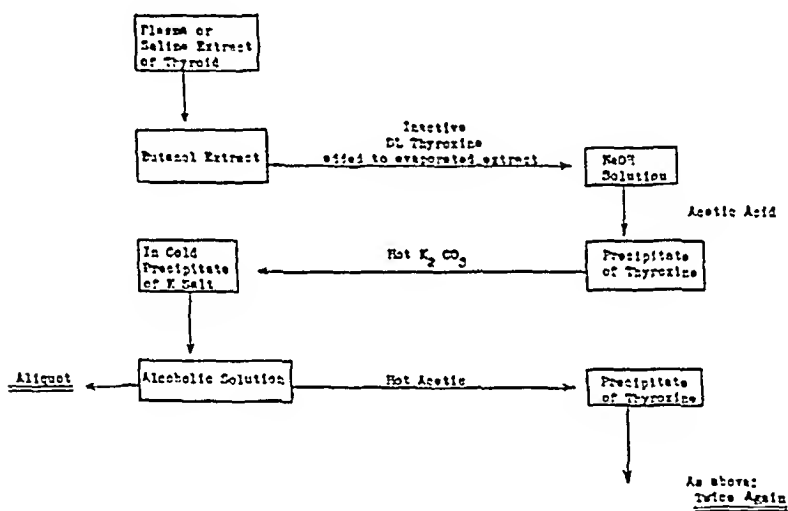 Plasma or
Saline Extract
of Thyroid
Butanol Extract
Inactive
DL Thyroxine
added to evaporated extract
NaOH
Solution
Acetic Acid
Precipitate
of Thyroxine
Hot K₂ CO₃
In Cold
Precipitate
of K Salt
Alcoholic Solution
Aliquot
Hot Acetic
Precipitate
of Thyroxine
As above;
Twice Again